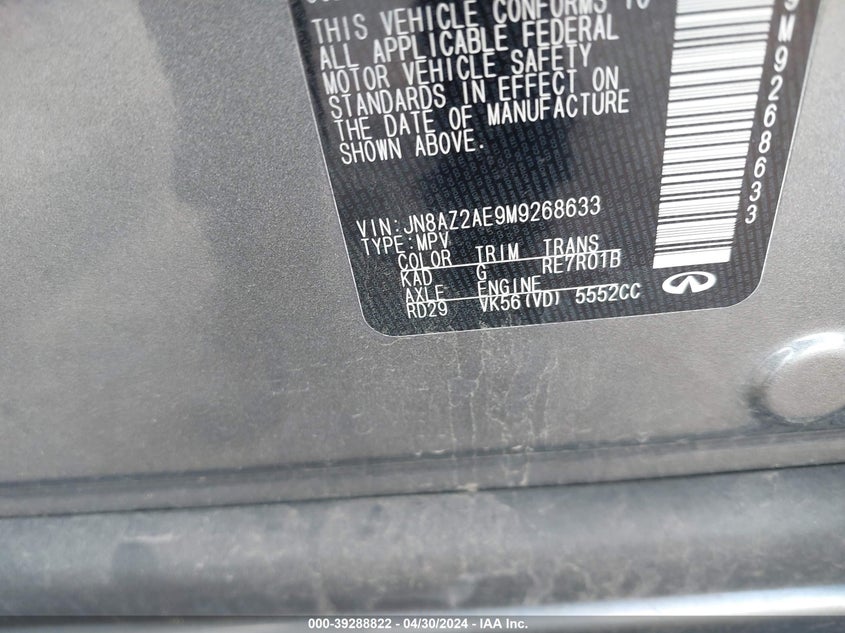 THIS VEHICLE CONFORMS TO
ALL APPLICABLE FEDERAL
MOTOR VEHICLE SAFETY
STANDARDS IN EFFECT ON
THE DATE OF MANUFACTURE
SHOWN ABOVE.
VIN:JN8AZ2AE9M9268633
TYPE:MPV
COLOR TRIM TRANS
KAD G RE7R01B
AXLE ENGINE
RD29 VK56(VD) 5552CC
9M9268633
000-39288822 - 04/30/2024 - IAA Inc.